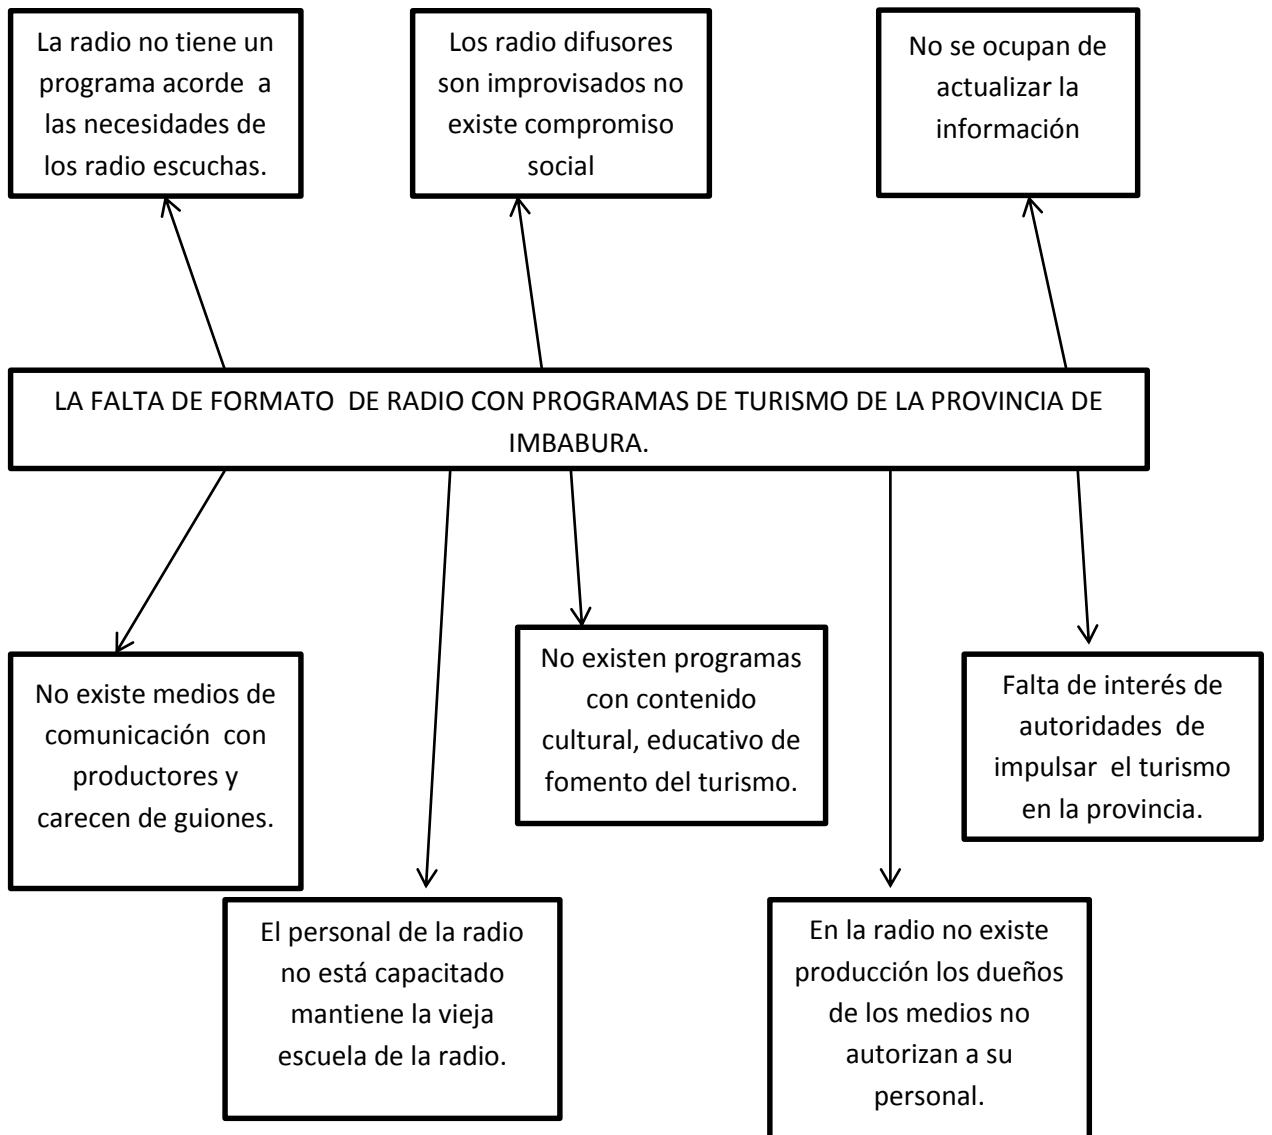 La radio no tiene un
programa acorde  a
las necesidades de
los radio escuchas.
Los radio difusores
son improvisados no
existe compromiso
social
No se ocupan de
actualizar la
información
LA FALTA DE FORMATO  DE RADIO CON PROGRAMAS DE TURISMO DE LA PROVINCIA DE
IMBABURA.
No existe medios de
comunicación  con
productores y
carecen de guiones.
No existen programas
con contenido
cultural, educativo de
fomento del turismo.
Falta de interés de
autoridades  de
impulsar  el turismo
en la provincia.
El personal de la radio
no está capacitado
mantiene la vieja
escuela de la radio.
En la radio no existe
producción los dueños
de los medios no
autorizan a su
personal.